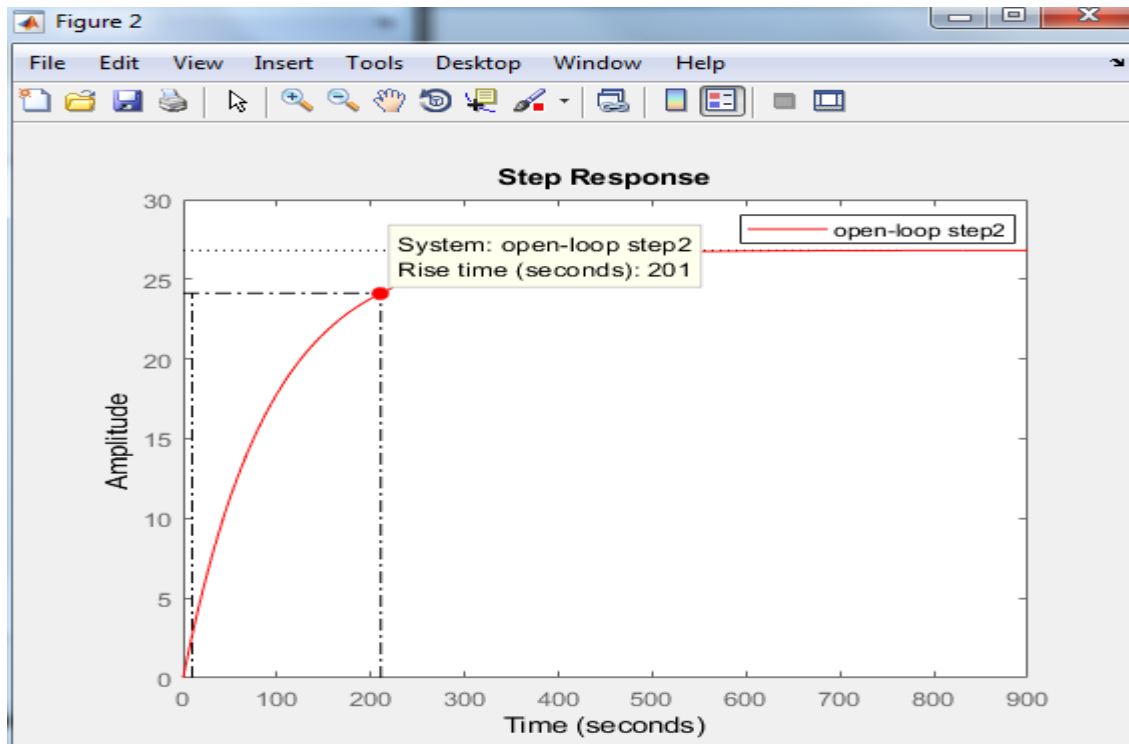 Figure 2
File Edit View Insert Tools Desktop Window Help
Step Response
30
25
20
15
10
5
0
Amplitude
System: open-loop step2
Rise time (seconds): 201
open-loop step2
0 100 200 300 400 500 600 700 800 900
Time (seconds)